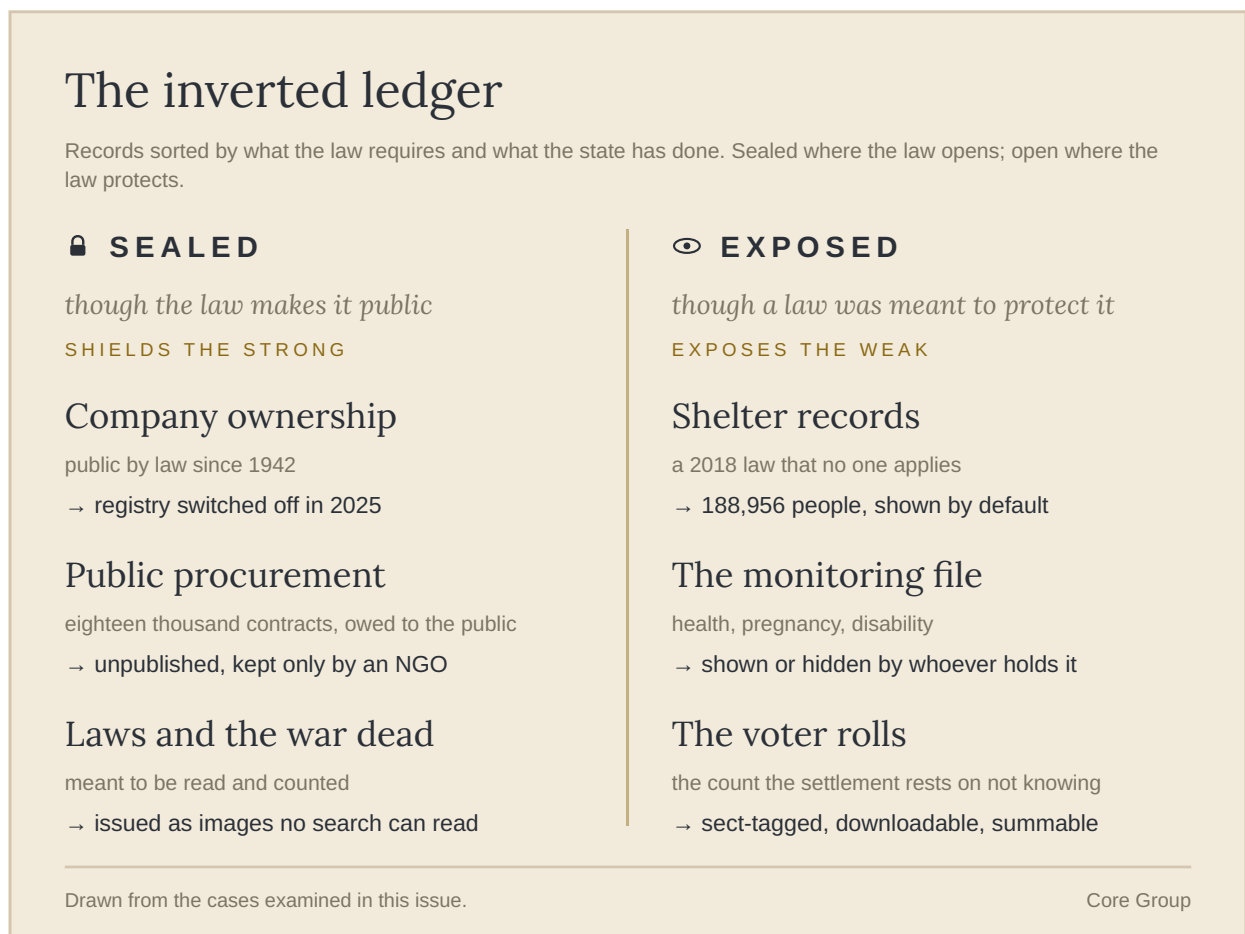 The inverted ledger
Records sorted by what the law requires and what the state has done. Sealed where the law opens; open where the
law protects.
SEALED
though the law makes it public
SHIELDS THE STRONG
Company ownership
public by law since 1942
→ registry switched off in 2025
Public procurement
eighteen thousand contracts, owed to the public
→ unpublished, kept only by an NGO
Laws and the war dead
meant to be read and counted
→ issued as images no search can read
EXPOSED
though a law was meant to protect it
EXPOSES THE WEAK
Shelter records
a 2018 law that no one applies
→ 188,956 people, shown by default
The monitoring file
health, pregnancy, disability
→ shown or hidden by whoever holds it
The voter rolls
the count the settlement rests on not knowing
→ sect-tagged, downloadable, summable
Drawn from the cases examined in this issue.
Core Group